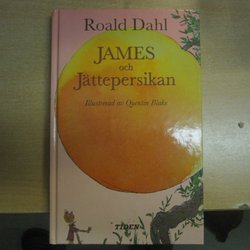 Roald Dahl
JAMES
och
Jättepersikan
Illustrerad av Quentin Blake
TIDEN